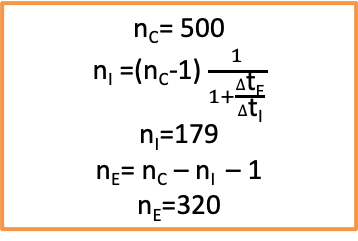 n_C= 500
n_I =(n_C-1) 1/(1+Δt_E/Δt_I)
n_I=179
n_E= n_C – n_I – 1
n_E=320